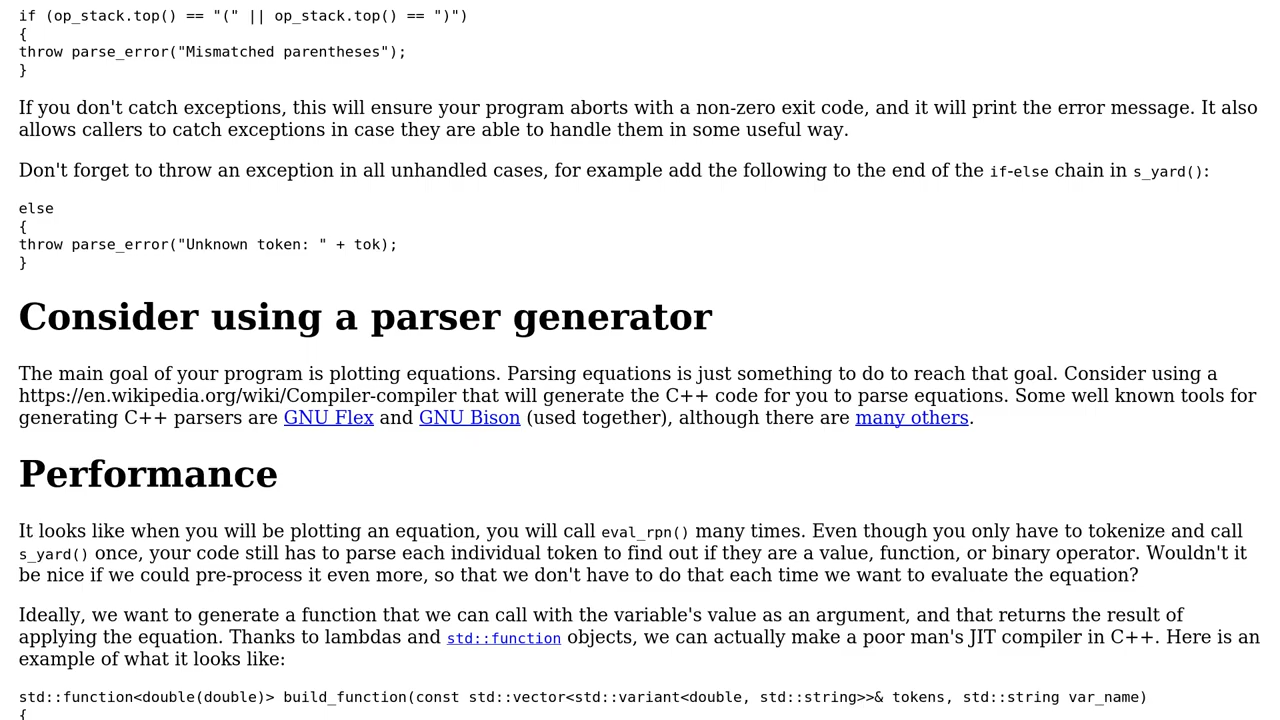 if (op_stack.top() == "(" || op_stack.top() == ")")
{
throw parse_error("Mismatched parentheses");
}
If you don't catch exceptions, this will ensure your program aborts with a non-zero exit code, and it will print the error message. It also
allows callers to catch exceptions in case they are able to handle them in some useful way.
Don't forget to throw an exception in all unhandled cases, for example add the following to the end of the if-else chain in s_yard():
else
{
throw parse_error("Unknown token: " + tok);
}
Consider using a parser generator
The main goal of your program is plotting equations. Parsing equations is just something to do to reach that goal. Consider using a
https://en.wikipedia.org/wiki/Compiler-compiler that will generate the C++ code for you to parse equations. Some well known tools for
generating C++ parsers are GNU Flex and GNU Bison (used together), although there are many others.
Performance
It looks like when you will be plotting an equation, you will call eval_rpn() many times. Even though you only have to tokenize and call
s_yard() once, your code still has to parse each individual token to find out if they are a value, function, or binary operator. Wouldn't it
be nice if we could pre-process it even more, so that we don't have to do that each time we want to evaluate the equation?
Ideally, we want to generate a function that we can call with the variable's value as an argument, and that returns the result of
applying the equation. Thanks to lambdas and std::function objects, we can actually make a poor man's JIT compiler in C++. Here is an
example of what it looks like:
std::function<double(double)> build_function(const std::vector<std::variant<double, std::string>>& tokens, std::string var_name)
{